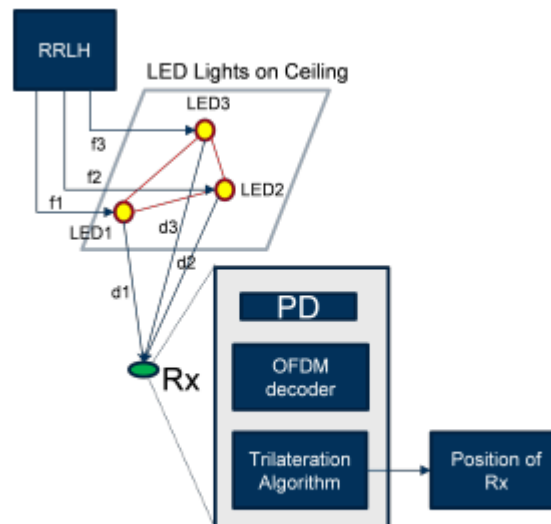 RRLH
LED Lights on Ceiling
LED3
f3
f2
LED2
f1
LED1
d3
d2
d1
PD
Rx
OFDM
decoder
Trilateration
Algorithm
Position of
Rx